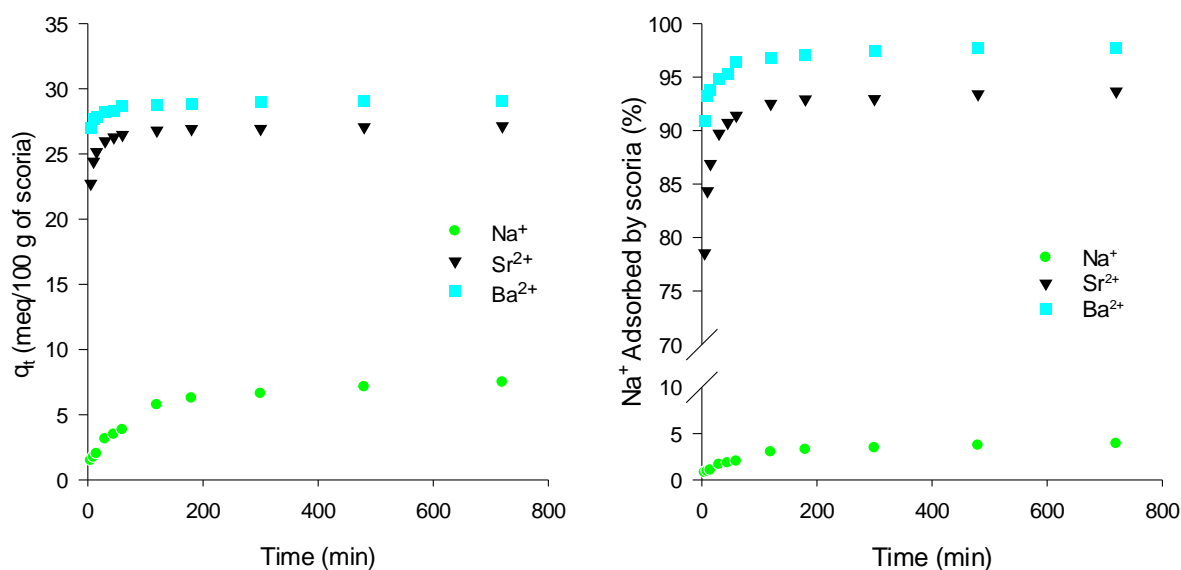 35
30
25
20
15
10
5
0
qt (meq/100 g of scoria)
Na⁺
Sr²⁺
Ba²⁺
0 200 400 600 800
Time (min)
100
95
90
85
80
75
70
10
5
0
Na⁺ Adsorbed by scoria (%)
Na⁺
Sr²⁺
Ba²⁺
0 200 400 600 800
Time (min)